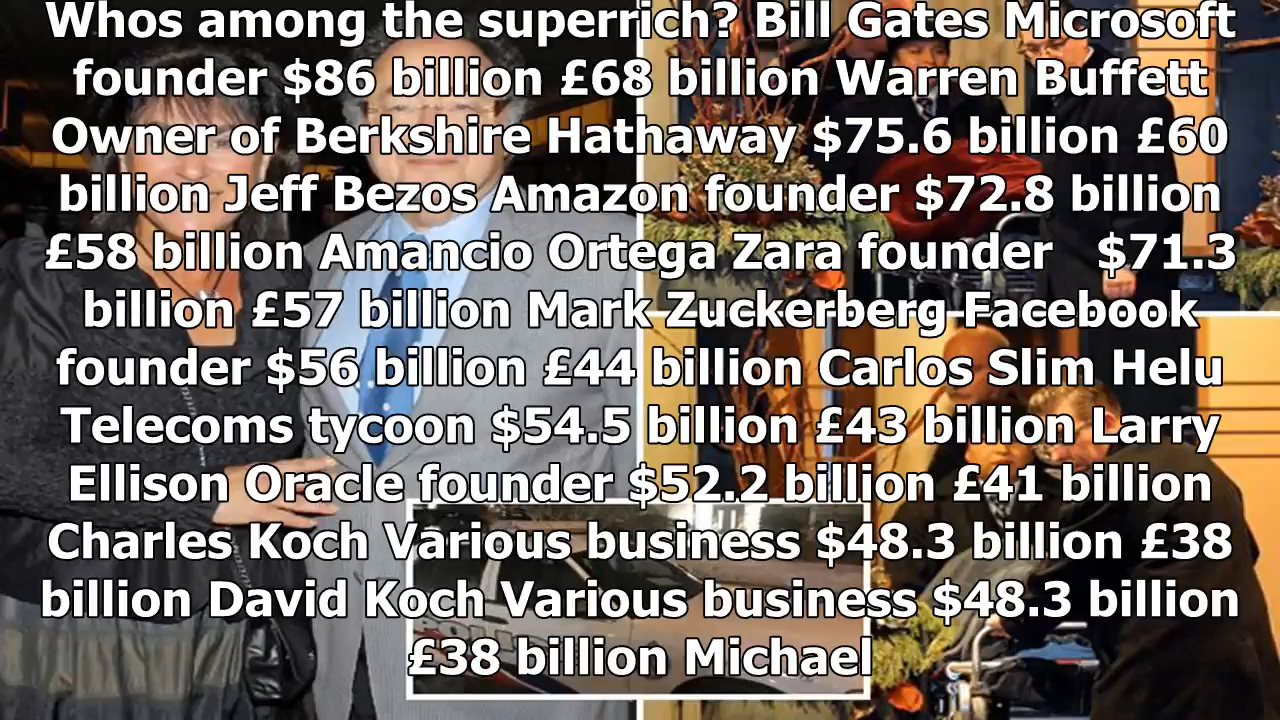 Whos among the superrich? Bill Gates Microsoft
founder $86 billion £68 billion Warren Buffett
Owner of Berkshire Hathaway $75.6 billion £60
billion Jeff Bezos Amazon founder $72.8 billion
£58 billion Amancio Ortega Zara founder   $71.3
billion £57 billion Mark Zuckerberg Facebook
founder $56 billion £44 billion Carlos Slim Helu
Telecoms tycoon $54.5 billion £43 billion Larry
Ellison Oracle founder $52.2 billion £41 billion
Charles Koch Various business $48.3 billion £38
billion David Koch Various business $48.3 billion
£38 billion Michael